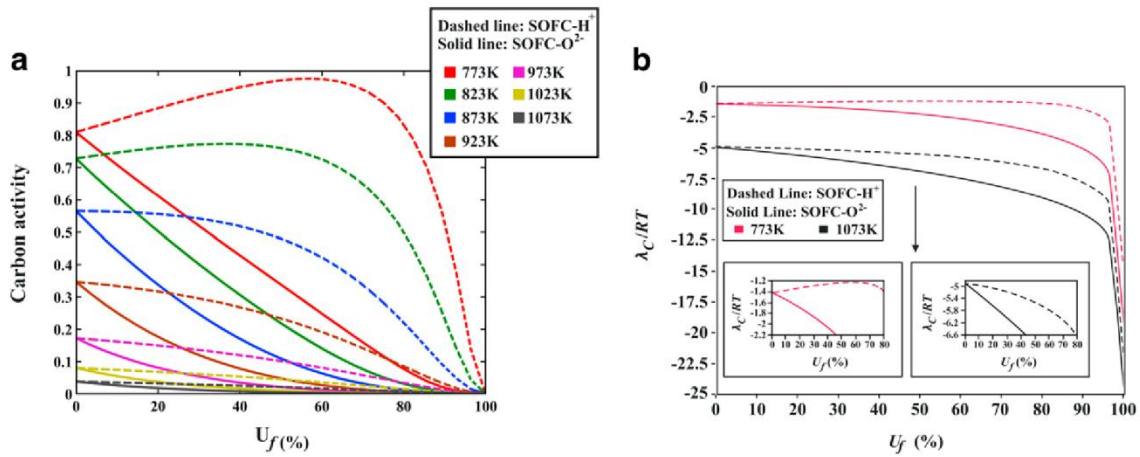 a
Dashed line: SOFC-H+
Solid line: SOFC-O2-
773K 973K
823K 1023K
873K 1073K
923K
Carbon activity
1
0.9
0.8
0.7
0.6
0.5
0.4
0.3
0.2
0.1
0
0 20 40 60 80 100
Uf (%)
b
λC/RT
0
-2.5
-5
-7.5
-10
-12.5
-15
-17.5
-20
-22.5
-25
Dashed Line: SOFC-H+
Solid Line: SOFC-O2-
773K 1073K
λC/RT
-1.2
-1.4
-1.6
-1.8
-2
-2.2
0 10 20 30 40 50 60 70 80
Uf (%)
λC/RT
-5
-5.4
-5.8
-6.2
-6.6
0 10 20 30 40 50 60 70 80
Uf (%)
0 10 20 30 40 50 60 70 80 90 100
Uf (%)